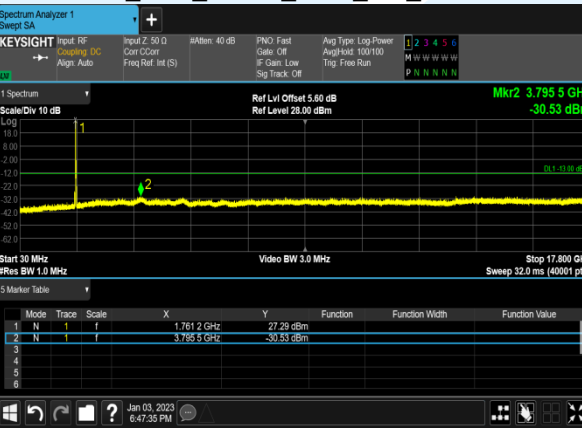 Spectrum Analyzer 1
Swept SA
+
KEYSIGHT Input: RF
Coupling: DC
Align: Auto
Input Z: 50 Ω
Corr CCorr
Freq Ref: Int (S)
#Atten: 40 dB
PNO: Fast
Gate: Off
IF Gain: Low
Sig Track: Off
Avg Type: Log-Power
Avg|Hold: 100/100
Trig: Free Run
1 2 3 4 5 6
M W W W W W
P N N N N N
LXI
1 Spectrum
Scale/Div 10 dB
Ref Lvl Offset 5.60 dB
Ref Level 28.00 dBm
Mkr2 3.795 5 GH
-30.53 dB
Log
18.0
8.00
-2.00
-12.0
-22.0
-32.0
-42.0
-52.0
-62.0
1
2
DL1 -13.00 dB
Start 30 MHz
#Res BW 1.0 MHz
Video BW 3.0 MHz
Stop 17.800 G
Sweep 32.0 ms (40001 pt
5 Marker Table
Mode Trace Scale X Y Function Function Width Function Value
1 N 1 f 1.761 2 GHz 27.29 dBm
2 N 1 f 3.795 5 GHz -30.53 dBm
3
4
5
6
? Jan 03, 2023
6:47:35 PM